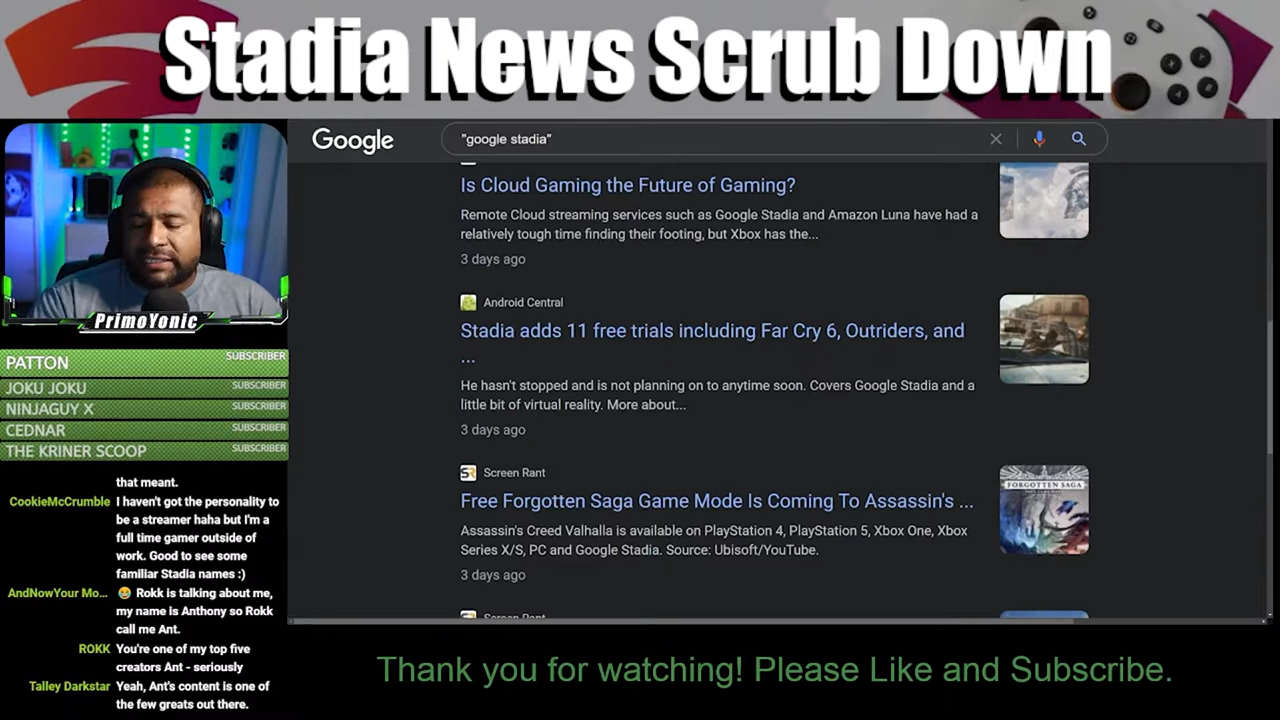 Stadia News Scrub Down
Google
"google stadia"
Is Cloud Gaming the Future of Gaming?
Remote Cloud streaming services such as Google Stadia and Amazon Luna have had a
relatively tough time finding their footing, but Xbox has the...
3 days ago
Android Central
Stadia adds 11 free trials including Far Cry 6, Outriders, and
...
He hasn't stopped and is not planning on to anytime soon. Covers Google Stadia and a
little bit of virtual reality. More about...
3 days ago
Screen Rant
Free Forgotten Saga Game Mode Is Coming To Assassin's ...
Assassin's Creed Valhalla is available on PlayStation 4, PlayStation 5, Xbox One, Xbox
Series X/S, PC and Google Stadia. Source: Ubisoft/YouTube.
3 days ago
Screen Rant
FORGOTTEN SAGA
PrimoYonic
PATTON SUBSCRIBER
JOKU JOKU SUBSCRIBER
NINJAGUY X SUBSCRIBER
CEDNAR SUBSCRIBER
THE KRINER SCOOP SUBSCRIBER
that meant.
CookieMcCrumble I haven't got the personality to
be a streamer haha but I'm a
full time gamer outside of
work. Good to see some
familiar Stadia names :)
AndNowYour Mo... 😭 Rokk is talking about me,
my name is Anthony so Rokk
call me Ant.
ROKK You're one of my top five
creators Ant - seriously
Talley Darkstar Yeah, Ant's content is one of
the few greats out there.
Thank you for watching! Please Like and Subscribe.